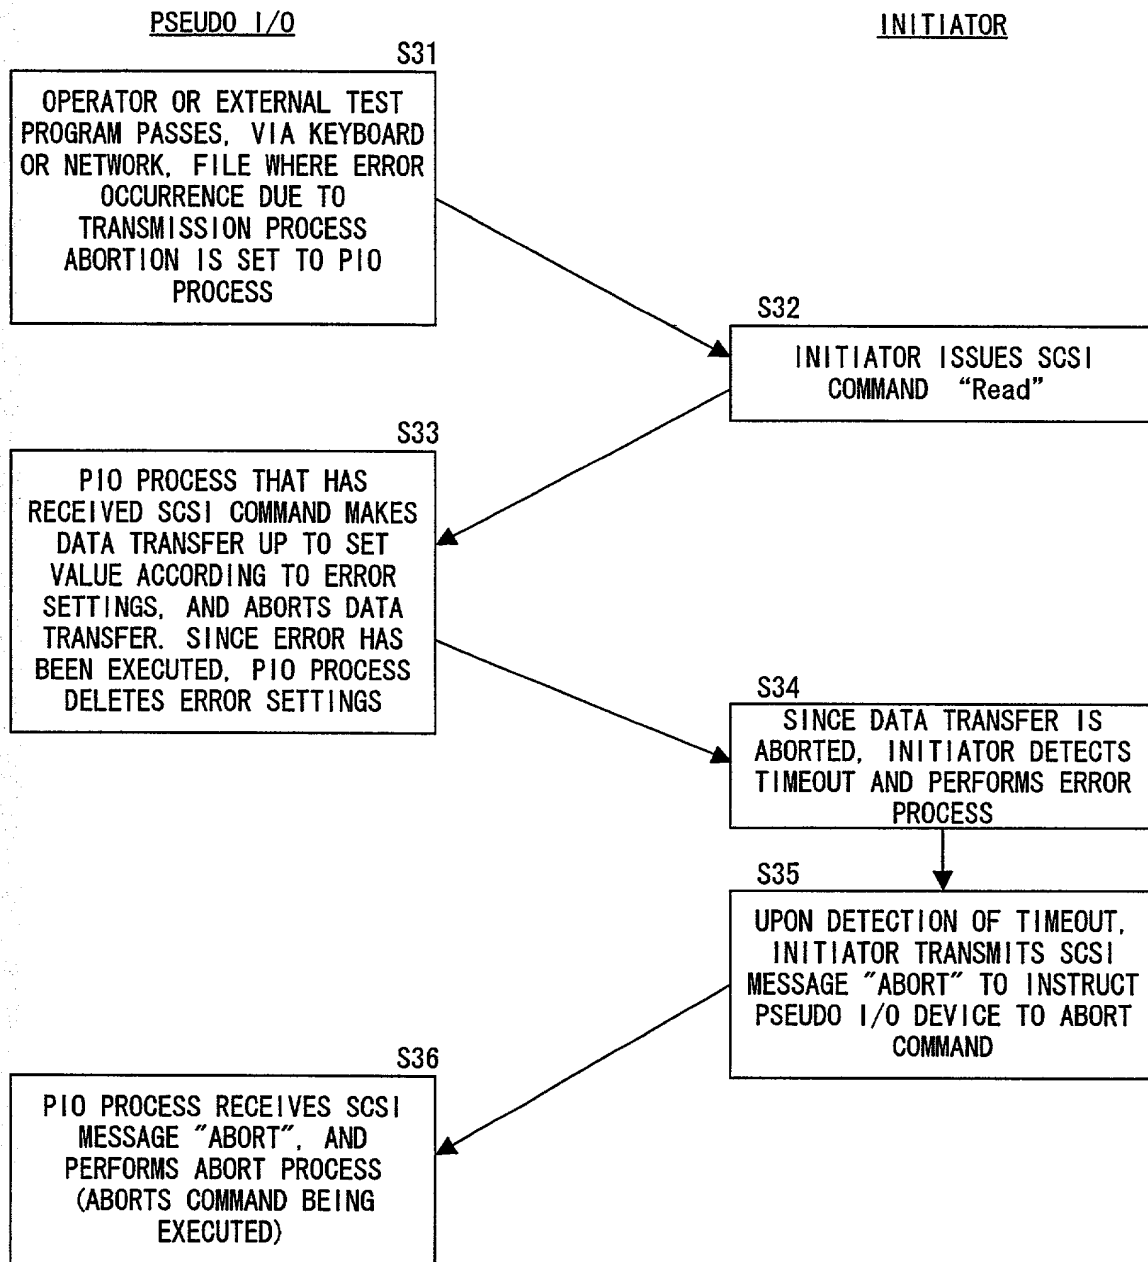 PSEUDO I/O
INITIATOR
S31
OPERATOR OR EXTERNAL TEST
PROGRAM PASSES, VIA KEYBOARD
OR NETWORK, FILE WHERE ERROR
OCCURRENCE DUE TO
TRANSMISSION PROCESS
ABORTION IS SET TO PIO
PROCESS
S32
INITIATOR ISSUES SCSI
COMMAND "Read"
S33
PIO PROCESS THAT HAS
RECEIVED SCSI COMMAND MAKES
DATA TRANSFER UP TO SET
VALUE ACCORDING TO ERROR
SETTINGS, AND ABORTS DATA
TRANSFER. SINCE ERROR HAS
BEEN EXECUTED, PIO PROCESS
DELETES ERROR SETTINGS
S34
SINCE DATA TRANSFER IS
ABORTED, INITIATOR DETECTS
TIMEOUT AND PERFORMS ERROR
PROCESS
S35
UPON DETECTION OF TIMEOUT,
INITIATOR TRANSMITS SCSI
MESSAGE "ABORT" TO INSTRUCT
PSEUDO I/O DEVICE TO ABORT
COMMAND
S36
PIO PROCESS RECEIVES SCSI
MESSAGE "ABORT", AND
PERFORMS ABORT PROCESS
(ABORTS COMMAND BEING
EXECUTED)